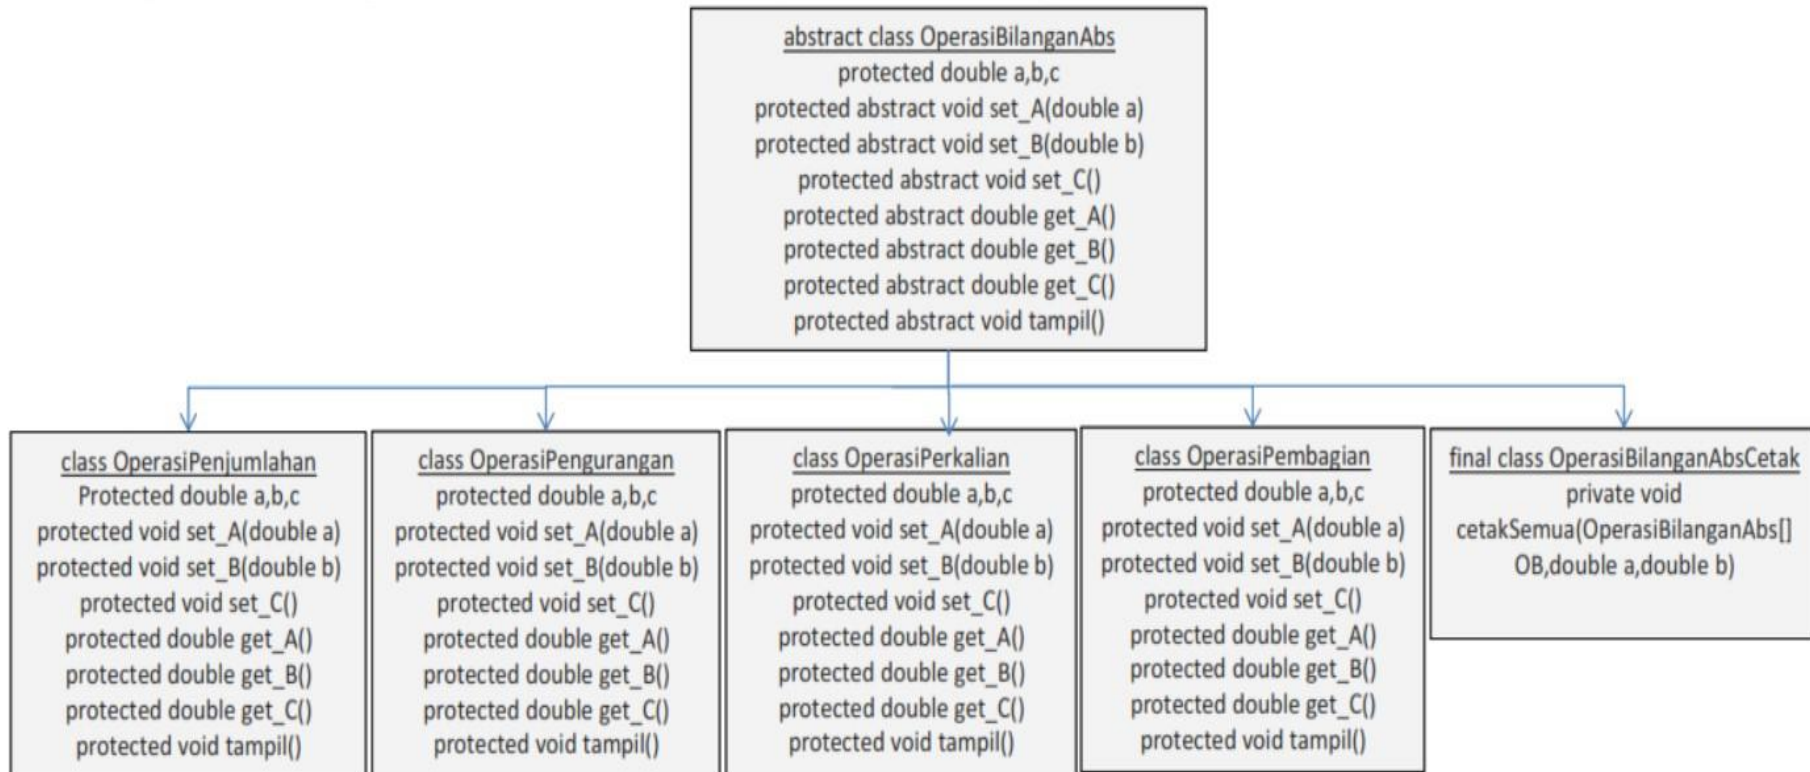 abstract class OperasiBilanganAbs
protected double a,b,c
protected abstract void set_A(double a)
protected abstract void set_B(double b)
protected abstract void set_C()
protected abstract double get_A()
protected abstract double get_B()
protected abstract double get_C()
protected abstract void tampil()
class OperasiPenjumlahan
Protected double a,b,c
protected void set_A(double a)
protected void set_B(double b)
protected void set_C()
protected double get_A()
protected double get_B()
protected double get_C()
protected void tampil()
class OperasiPengurangan
protected double a,b,c
protected void set_A(double a)
protected void set_B(double b)
protected void set_C()
protected double get_A()
protected double get_B()
protected double get_C()
protected void tampil()
class OperasiPerkalian
protected double a,b,c
protected void set_A(double a)
protected void set_B(double b)
protected void set_C()
protected double get_A()
protected double get_B()
protected double get_C()
protected void tampil()
class OperasiPembagian
protected double a,b,c
protected void set_A(double a)
protected void set_B(double b)
protected void set_C()
protected double get_A()
protected double get_B()
protected double get_C()
protected void tampil()
final class OperasiBilanganAbsCetak
private void
cetakSemua(OperasiBilanganAbs[]
OB,double a,double b)